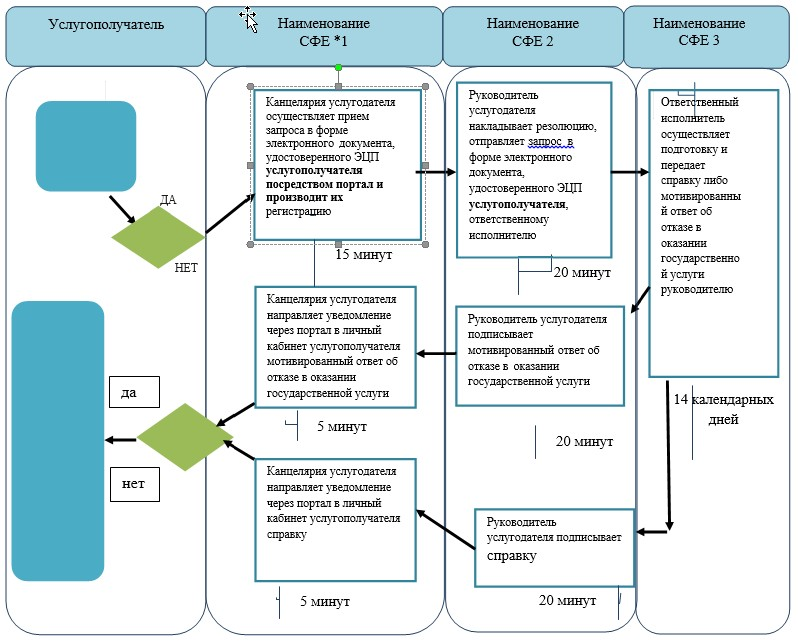 Услугополучатель
Наименование
СФЕ *1
Наименование
СФЕ 2
Наименование
СФЕ 3
ДА
НЕТ
Канцелярия услугодателя
осуществляет прием
запроса в форме
электронного документа,
удостоверенного ЭЦП
услугополучателя
посредством портал и
производит их
регистрацию
15 минут
Руководитель
услугодателя
накладывает резолюцию,
отправляет запрос в
форме электронного
документа,
удостоверенного ЭЦП
услугополучателя,
ответственному
исполнителю
20 минут
Ответственный
исполнитель
осуществляет
подготовку и
передает
справку либо
мотивированны
й ответ об
отказе в
оказании
государственно
й услуги
руководителю
14 календарных
дней
Руководитель услугодателя
подписывает
мотивированный ответ об
отказе в оказании
государственной услуги
20 минут
Канцелярия услугодателя
направляет уведомление
через портал в личный
кабинет услугополучателя
мотивированный ответ об
отказе в оказании
государственной услуги
5 минут
да
нет
Руководитель
услугодателя подписывает
справку
20 минут
Канцелярия услугодателя
направляет уведомление
через портал в личный
кабинет услугополучателя
справку
5 минут